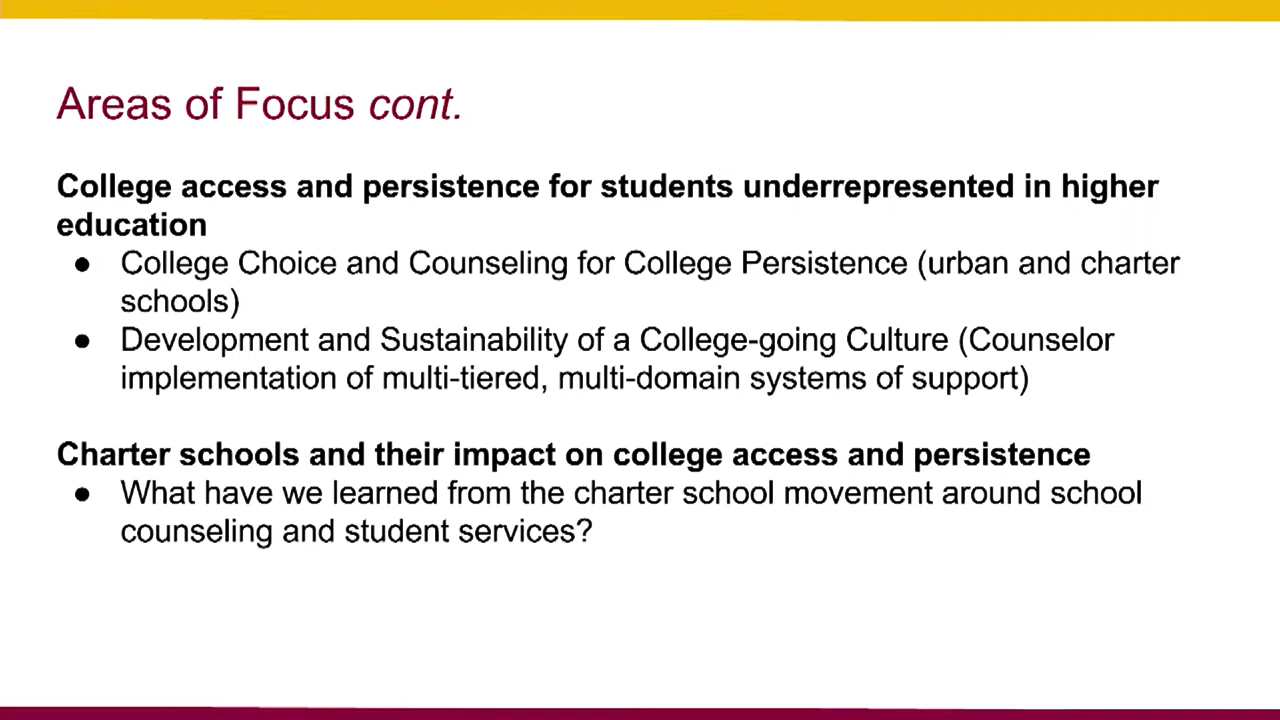 Areas of Focus cont.
College access and persistence for students underrepresented in higher
education
● College Choice and Counseling for College Persistence (urban and charter
schools)
● Development and Sustainability of a College-going Culture (Counselor
implementation of multi-tiered, multi-domain systems of support)
Charter schools and their impact on college access and persistence
● What have we learned from the charter school movement around school
counseling and student services?